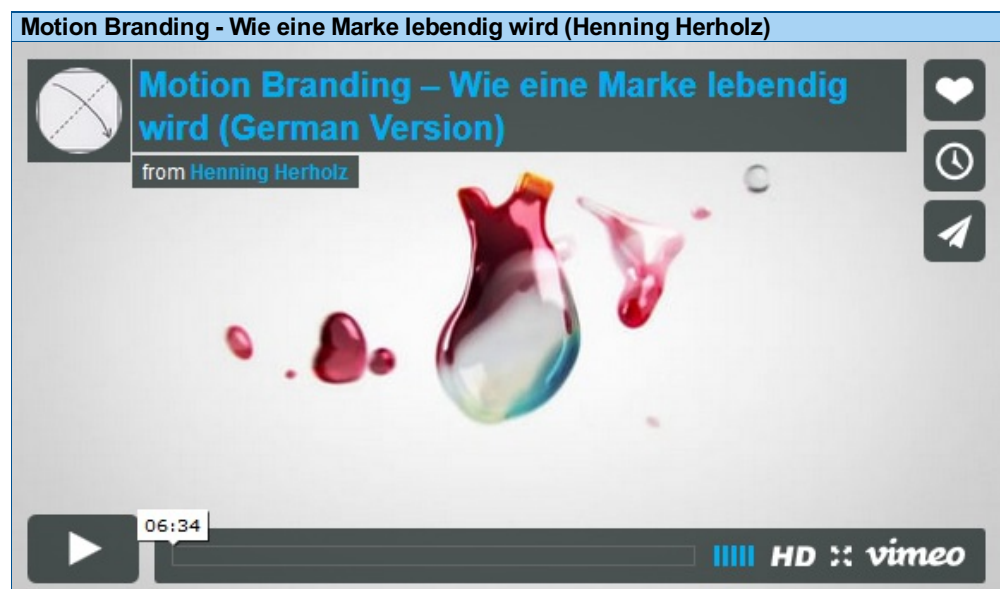 Motion Branding - Wie eine Marke lebendig wird (Henning Herholz)
Motion Branding – Wie eine Marke lebendig
wird (German Version)
from Henning Herholz
06:34
HD vimeo